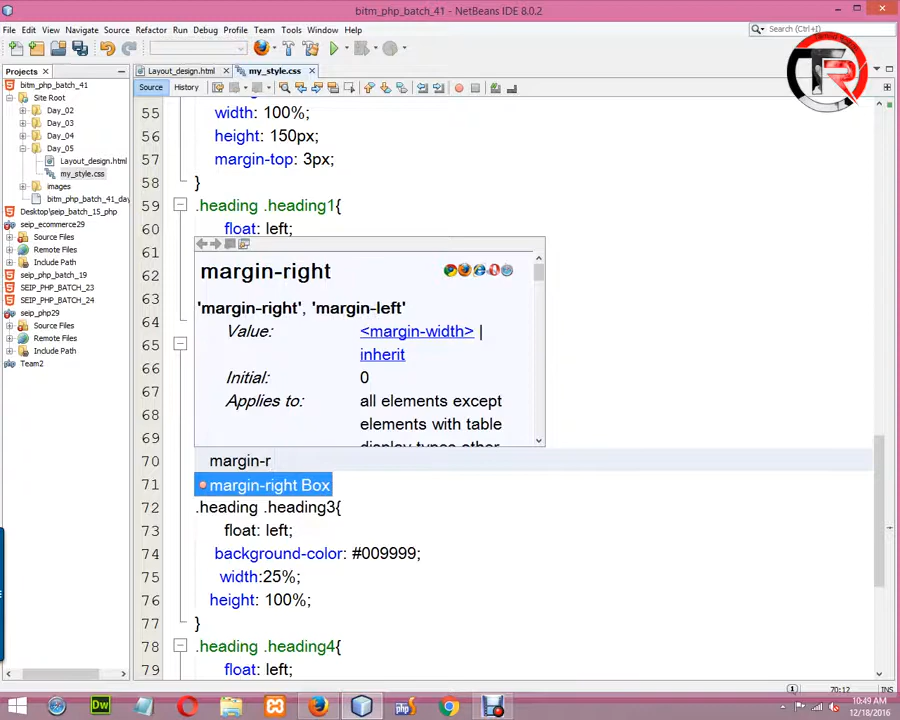 bitm_php_batch_41 - NetBeans IDE 8.0.2
File Edit View Navigate Source Refactor Run Debug Profile Team Tools Window Help
Search (Ctrl+I)
Projects
Layout_design.html
my_style.css
Source
History
bitm_php_batch_41
Site Root
Day_02
Day_03
Day_04
Day_05
Layout_design.html
my_style.css
images
bitm_php_batch_41_day
Desktop\seip_batch_15_php
seip_ecommerce29
Source Files
Remote Files
Include Path
seip_php_batch_19
SEIP_PHP_BATCH_23
SEIP_PHP_BATCH_24
seip_php29
Source Files
Remote Files
Include Path
Team2
55 width: 100%;
56 height: 150px;
57 margin-top: 3px;
58 }
59 .heading .heading1{
60 float: left;
61
62
63
64
65
66
67
68
69
margin-right
'margin-right', 'margin-left'
Value: <margin-width> |
inherit
Initial: 0
Applies to: all elements except
elements with table
display types other
70 margin-r
71 margin-right Box
72 .heading .heading3{
73 float: left;
74 background-color: #009999;
75 width:25%;
76 height: 100%;
77 }
78 .heading .heading4{
79 float: left;
1 70:12 INS
Dw
php
10:49 AM
12/18/2016